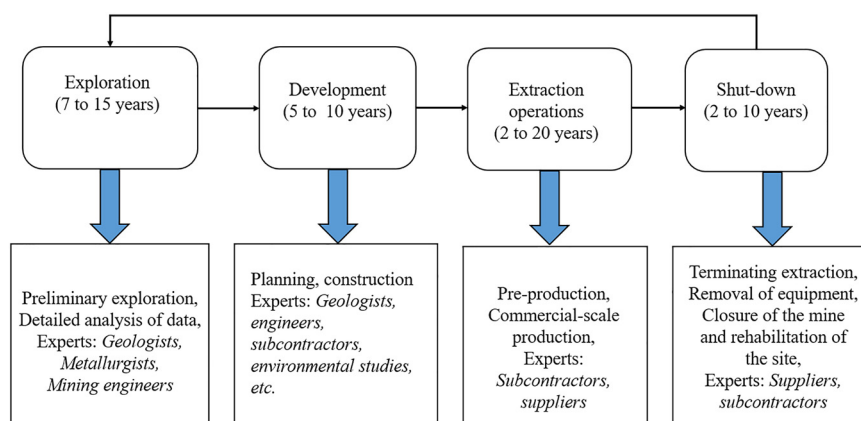 Exploration
(7 to 15 years)
Development
(5 to 10 years)
Extraction
operations
(2 to 20 years)
Shut-down
(2 to 10 years)
Preliminary exploration,
Detailed analysis of data,
Experts: Geologists,
Metallurgists,
Mining engineers
Planning, construction
Experts: Geologists,
engineers,
subcontractors,
environmental studies,
etc.
Pre-production,
Commercial-scale
production,
Experts:
Subcontractors,
suppliers
Terminating extraction,
Removal of equipment,
Closure of the mine
and rehabilitation of
the site,
Experts: Suppliers,
subcontractors